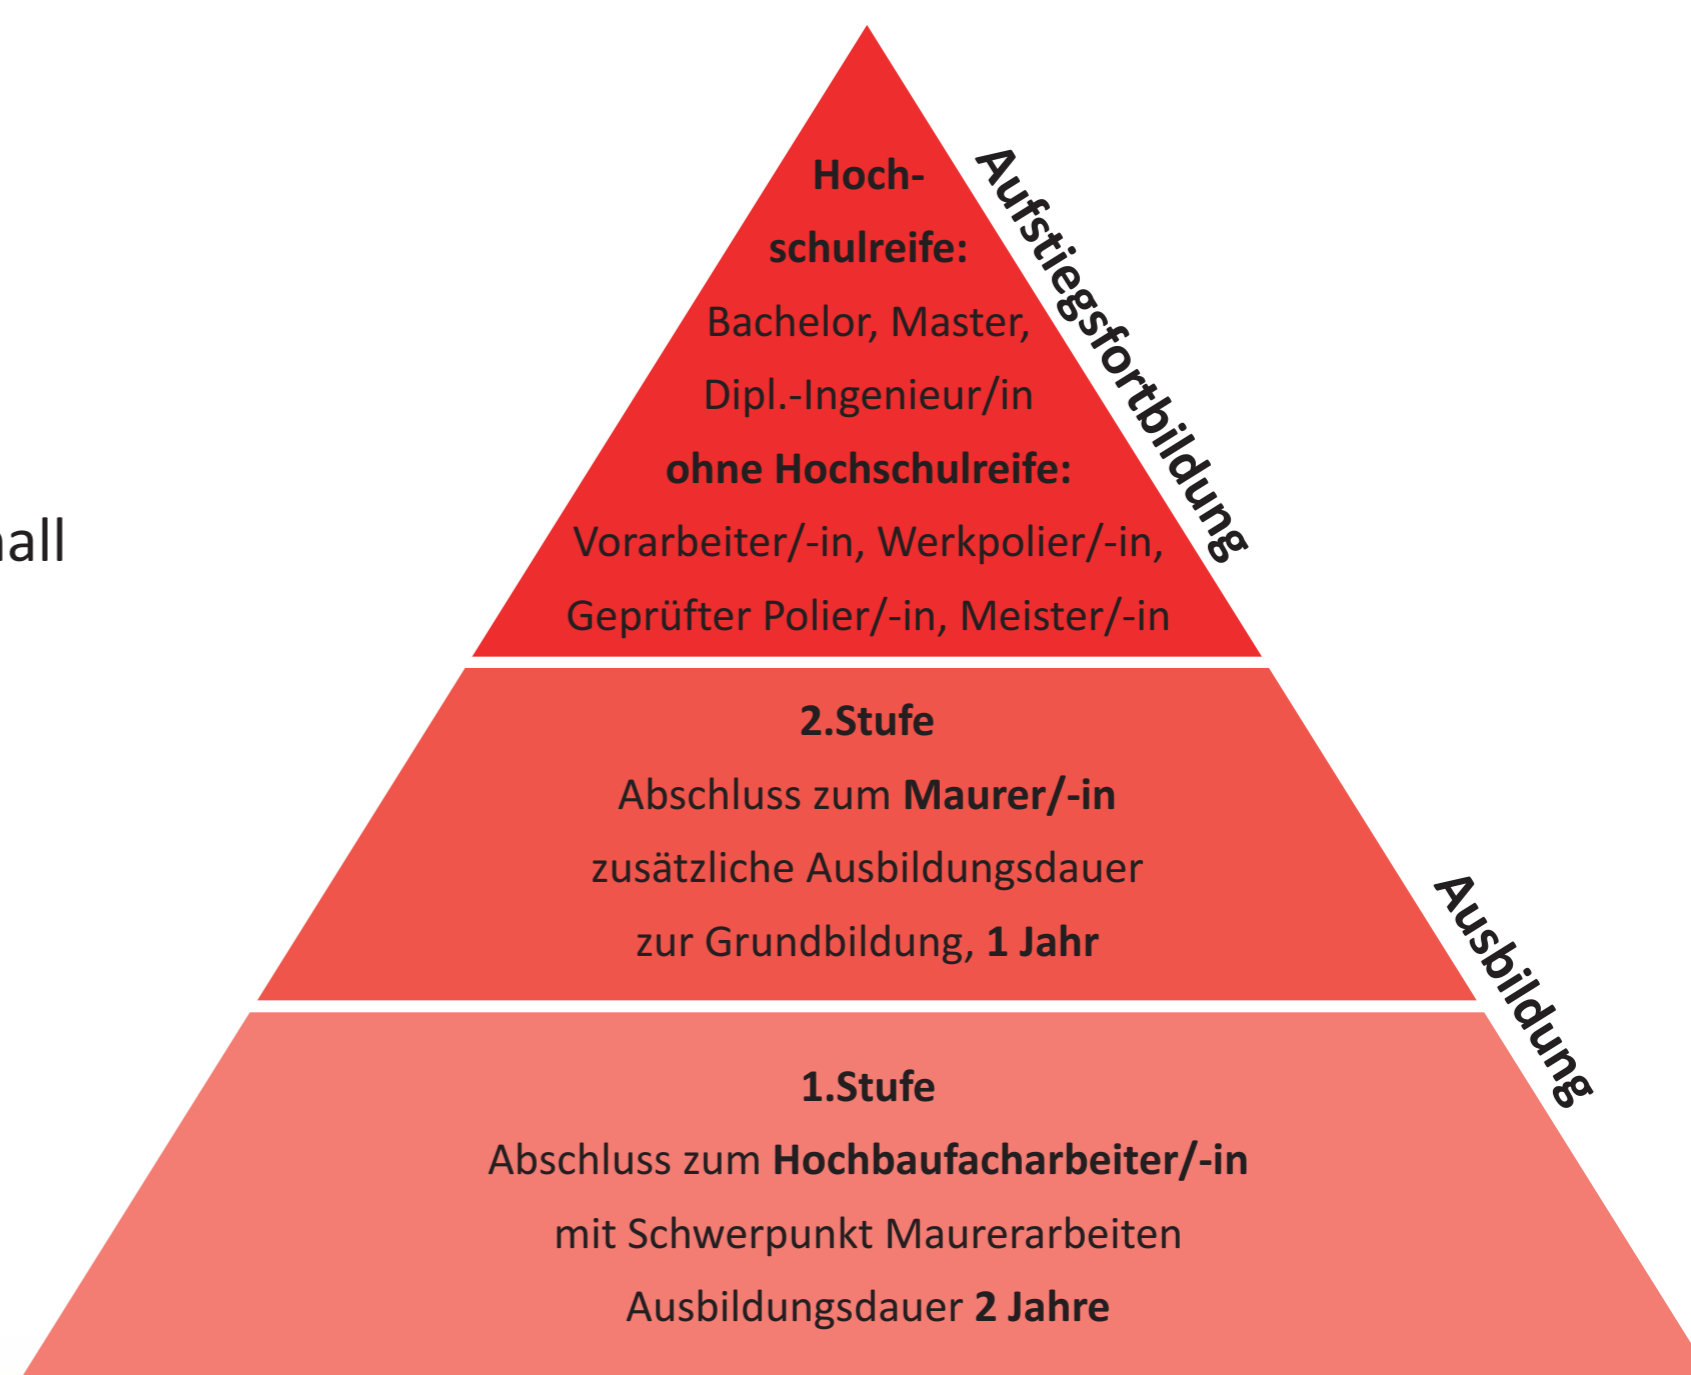 Hoch-
schulreife:
Bachelor, Master,
Dipl.-Ingenieur/in
ohne Hochschulreife:
Vorarbeiter/-in, Werkpolier/-in,
Geprüfter Polier/-in, Meister/-in
Aufstiegsfortbildung
2.Stufe
Abschluss zum Maurer/-in
zusätzliche Ausbildungsdauer
zur Grundbildung, 1 Jahr
Ausbildung
1.Stufe
Abschluss zum Hochbaufacharbeiter/-in
mit Schwerpunkt Maurerarbeiten
Ausbildungsdauer 2 Jahre